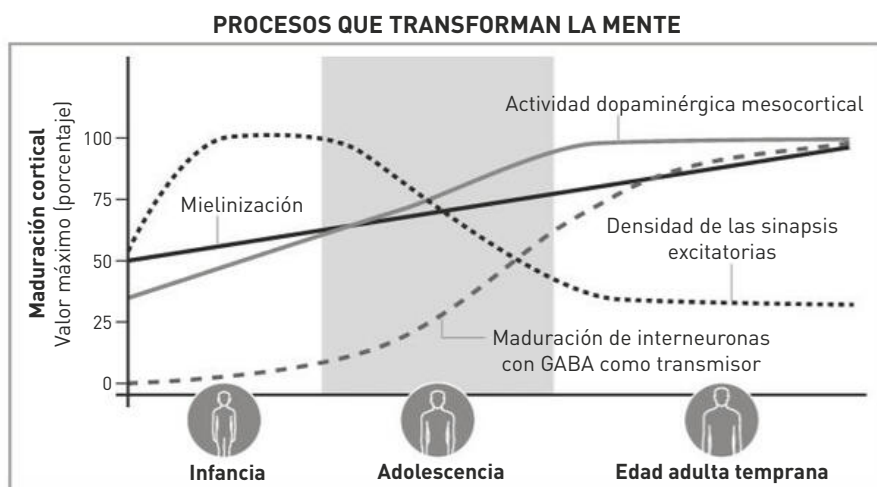 PROCESOS QUE TRANSFORMAN LA MENTE
Maduración cortical
Valor máximo (porcentaje)
100
75
50
25
0
Actividad dopaminérgica mesocortical
Mielinización
Densidad de las sinapsis
excitatorias
Maduración de interneuronas
con GABA como transmisor
Infancia
Adolescencia
Edad adulta temprana